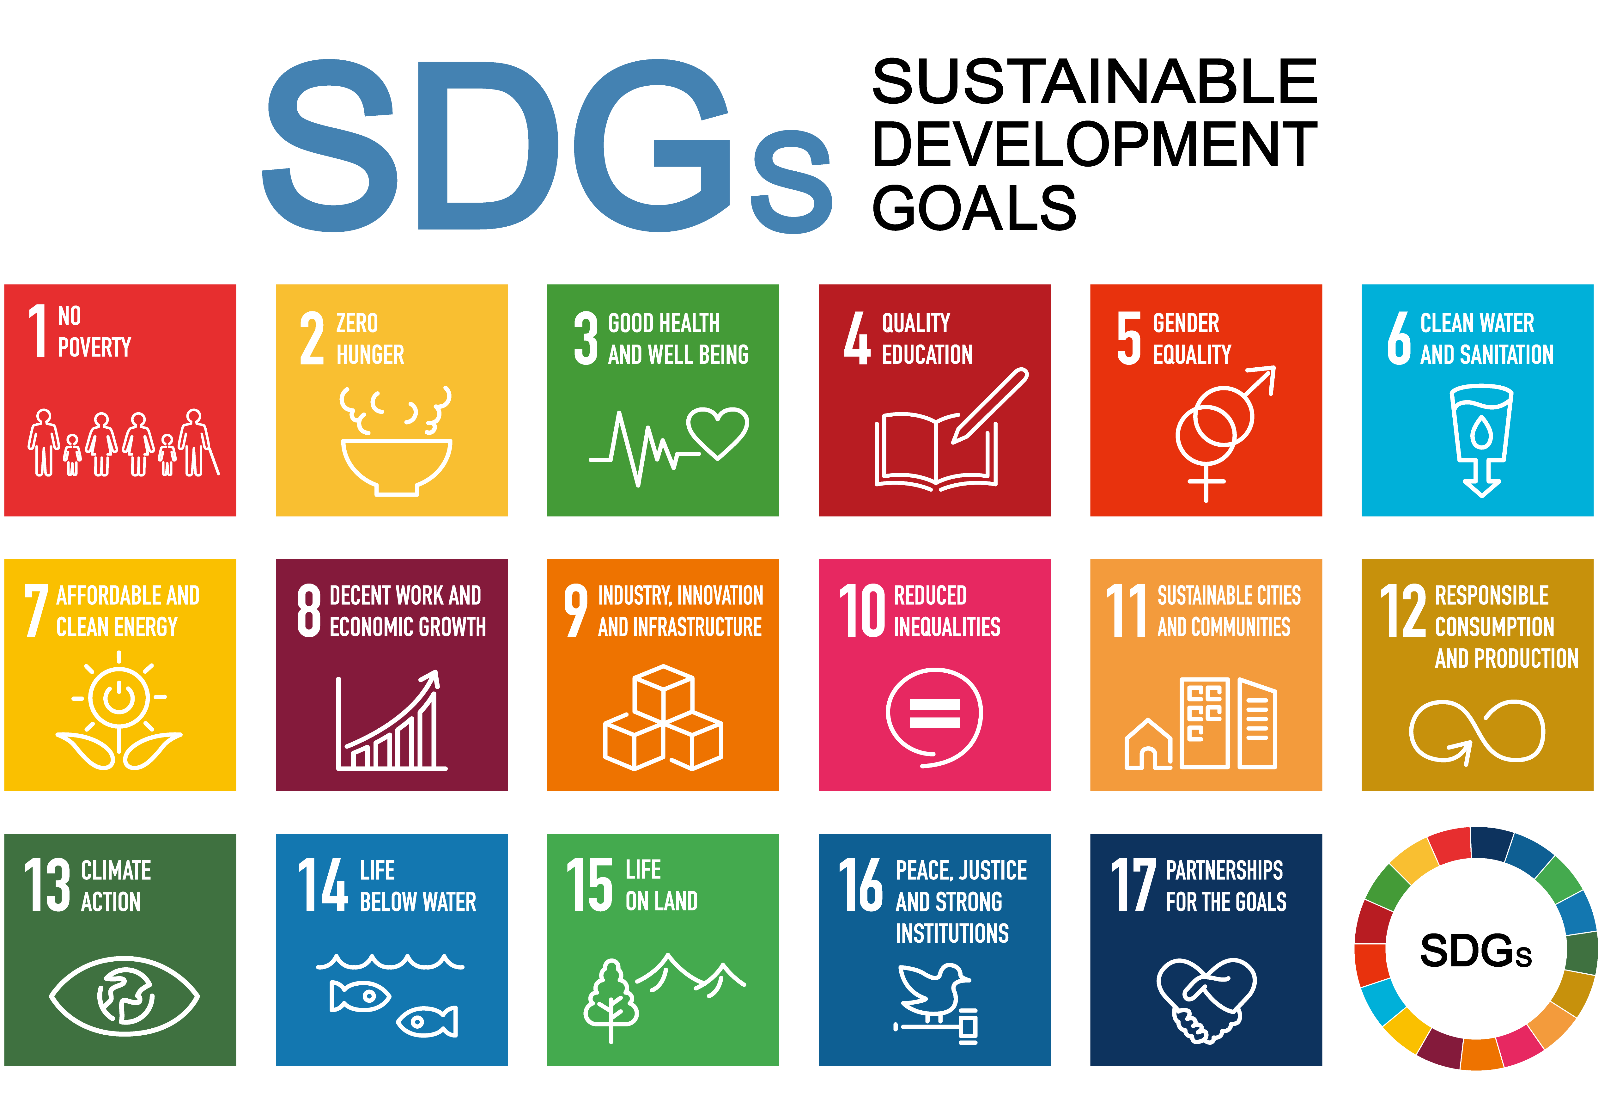 SDGs
SUSTAINABLE
DEVELOPMENT
GOALS
1 NO
POVERTY
2 ZERO
HUNGER
3 GOOD HEALTH
AND WELL BEING
4 QUALITY
EDUCATION
5 GENDER
EQUALITY
6 CLEAN WATER
AND SANITATION
7 AFFORDABLE AND
CLEAN ENERGY
8 DECENT WORK AND
ECONOMIC GROWTH
9 INDUSTRY, INNOVATION
AND INFRASTRUCTURE
10 REDUCED
INEQUALITIES
11 SUSTAINABLE CITIES
AND COMMUNITIES
12 RESPONSIBLE
CONSUMPTION
AND PRODUCTION
13 CLIMATE
ACTION
14 LIFE
BELOW WATER
15 LIFE
ON LAND
16 PEACE, JUSTICE
AND STRONG
INSTITUTIONS
17 PARTNERSHIPS
FOR THE GOALS
SDGs